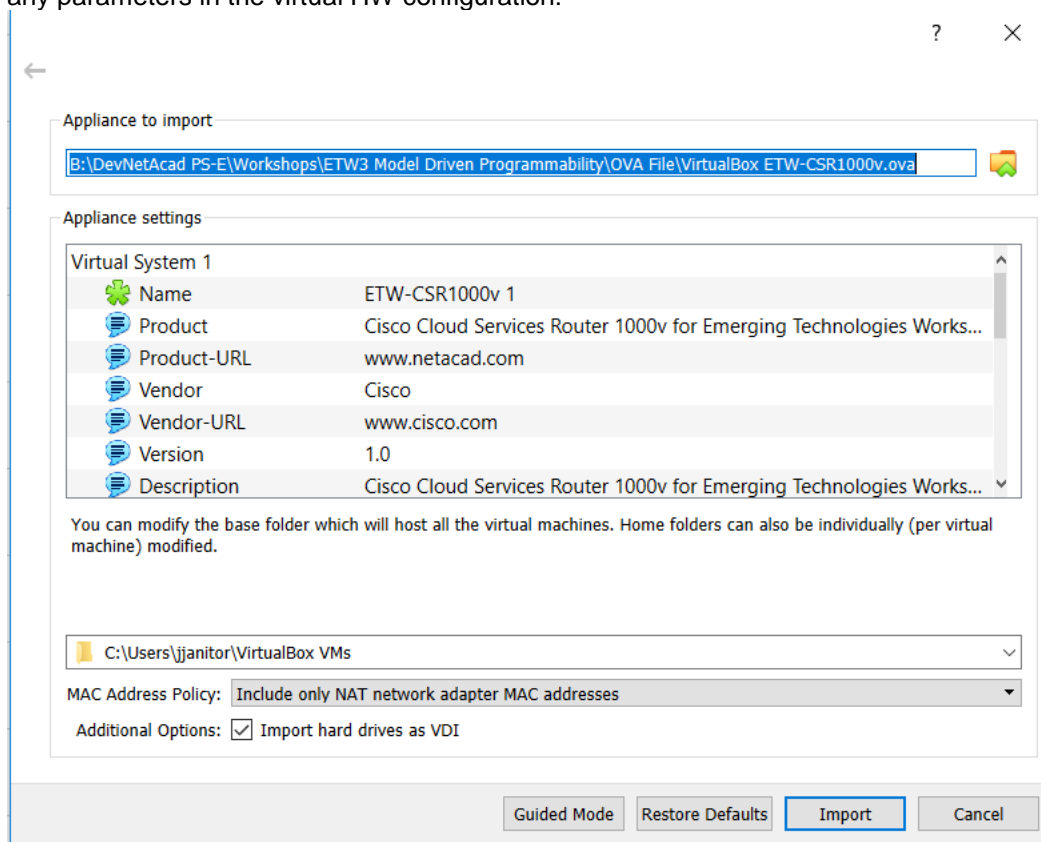 any parameters in the virtual HW configuration.
?
Appliance to import
B:\DevNetAcad PS-E\Workshops\ETW3 Model Driven Programmability\OVA File\VirtualBox ETW-CSR1000v.ova
Appliance settings
Virtual System 1
Name ETW-CSR1000v 1
Product Cisco Cloud Services Router 1000v for Emerging Technologies Works...
Product-URL www.netacad.com
Vendor Cisco
Vendor-URL www.cisco.com
Version 1.0
Description Cisco Cloud Services Router 1000v for Emerging Technologies Works...
You can modify the base folder which will host all the virtual machines. Home folders can also be individually (per virtual
machine) modified.
C:\Users\jjanitor\VirtualBox VMs
MAC Address Policy: Include only NAT network adapter MAC addresses
Additional Options: Import hard drives as VDI
Guided Mode Restore Defaults Import Cancel